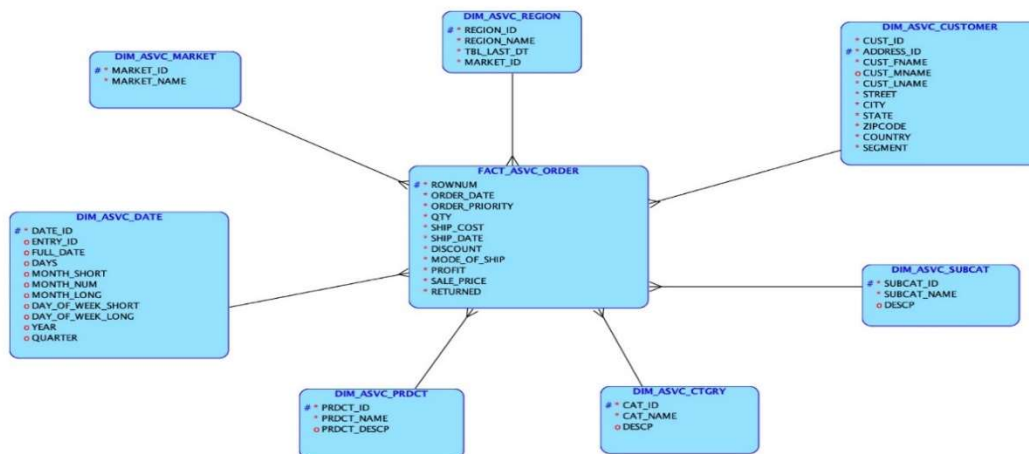 DIM_ASVC_REGION
# * REGION_ID
* REGION_NAME
* TBL_LAST_DT
* MARKET_ID
DIM_ASVC_MARKET
# * MARKET_ID
* MARKET_NAME
DIM_ASVC_CUSTOMER
* CUST_ID
# * ADDRESS_ID
* CUST_FNAME
o CUST_MNAME
* CUST_LNAME
* STREET
* CITY
* STATE
* ZIPCODE
* COUNTRY
* SEGMENT
FACT_ASVC_ORDER
# * ROWNUM
* ORDER_DATE
* ORDER_PRIORITY
* QTY
* SHIP_COST
* SHIP_DATE
* DISCOUNT
* MODE_OF_SHIP
* PROFIT
* SALE_PRICE
* RETURNED
DIM_ASVC_DATE
# * DATE_ID
o ENTRY_ID
o FULL_DATE
o DAYS
o MONTH_SHORT
o MONTH_NUM
o MONTH_LONG
o DAY_OF_WEEK_SHORT
o DAY_OF_WEEK_LONG
o YEAR
o QUARTER
DIM_ASVC_SUBCAT
# * SUBCAT_ID
* SUBCAT_NAME
o DESCP
DIM_ASVC_PRDCT
# * PRDCT_ID
* PRDCT_NAME
o PRDCT_DESCP
DIM_ASVC_CTGRY
# * CAT_ID
* CAT_NAME
o DESCP